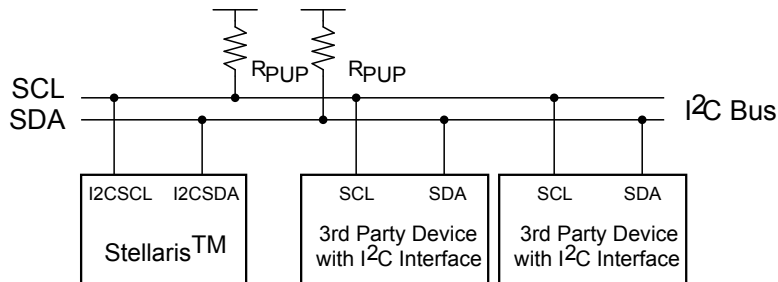 RPUP RPUP
SCL
SDA
I²C Bus
I2CSCL I2CSDA SCL SDA SCL SDA
Stellaris™
3rd Party Device
with I²C Interface
3rd Party Device
with I²C Interface